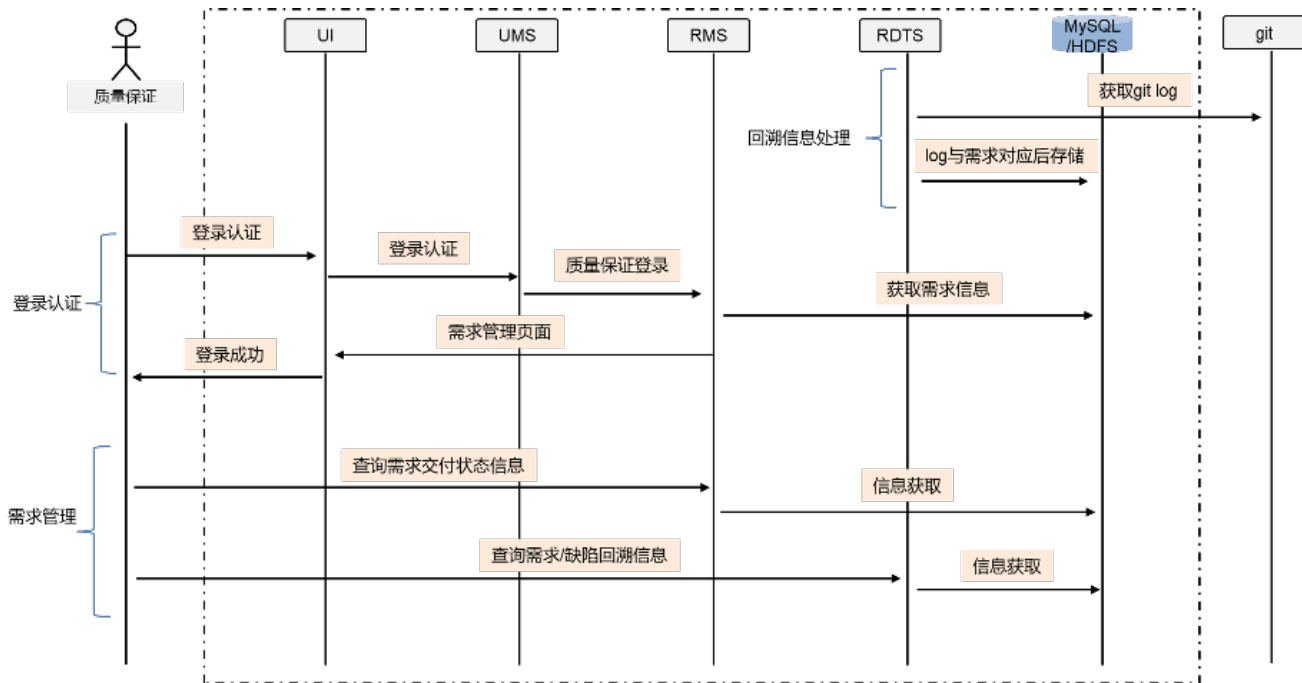 UI
UMS
RMS
RDTS
MySQL
/HDFS
git
质量保证
获取git log
回溯信息处理
log与需求对应后存储
登录认证
登录认证
质量保证登录
获取需求信息
登录认证
需求管理页面
登录成功
查询需求交付状态信息
信息获取
需求管理
查询需求/缺陷回溯信息
信息获取